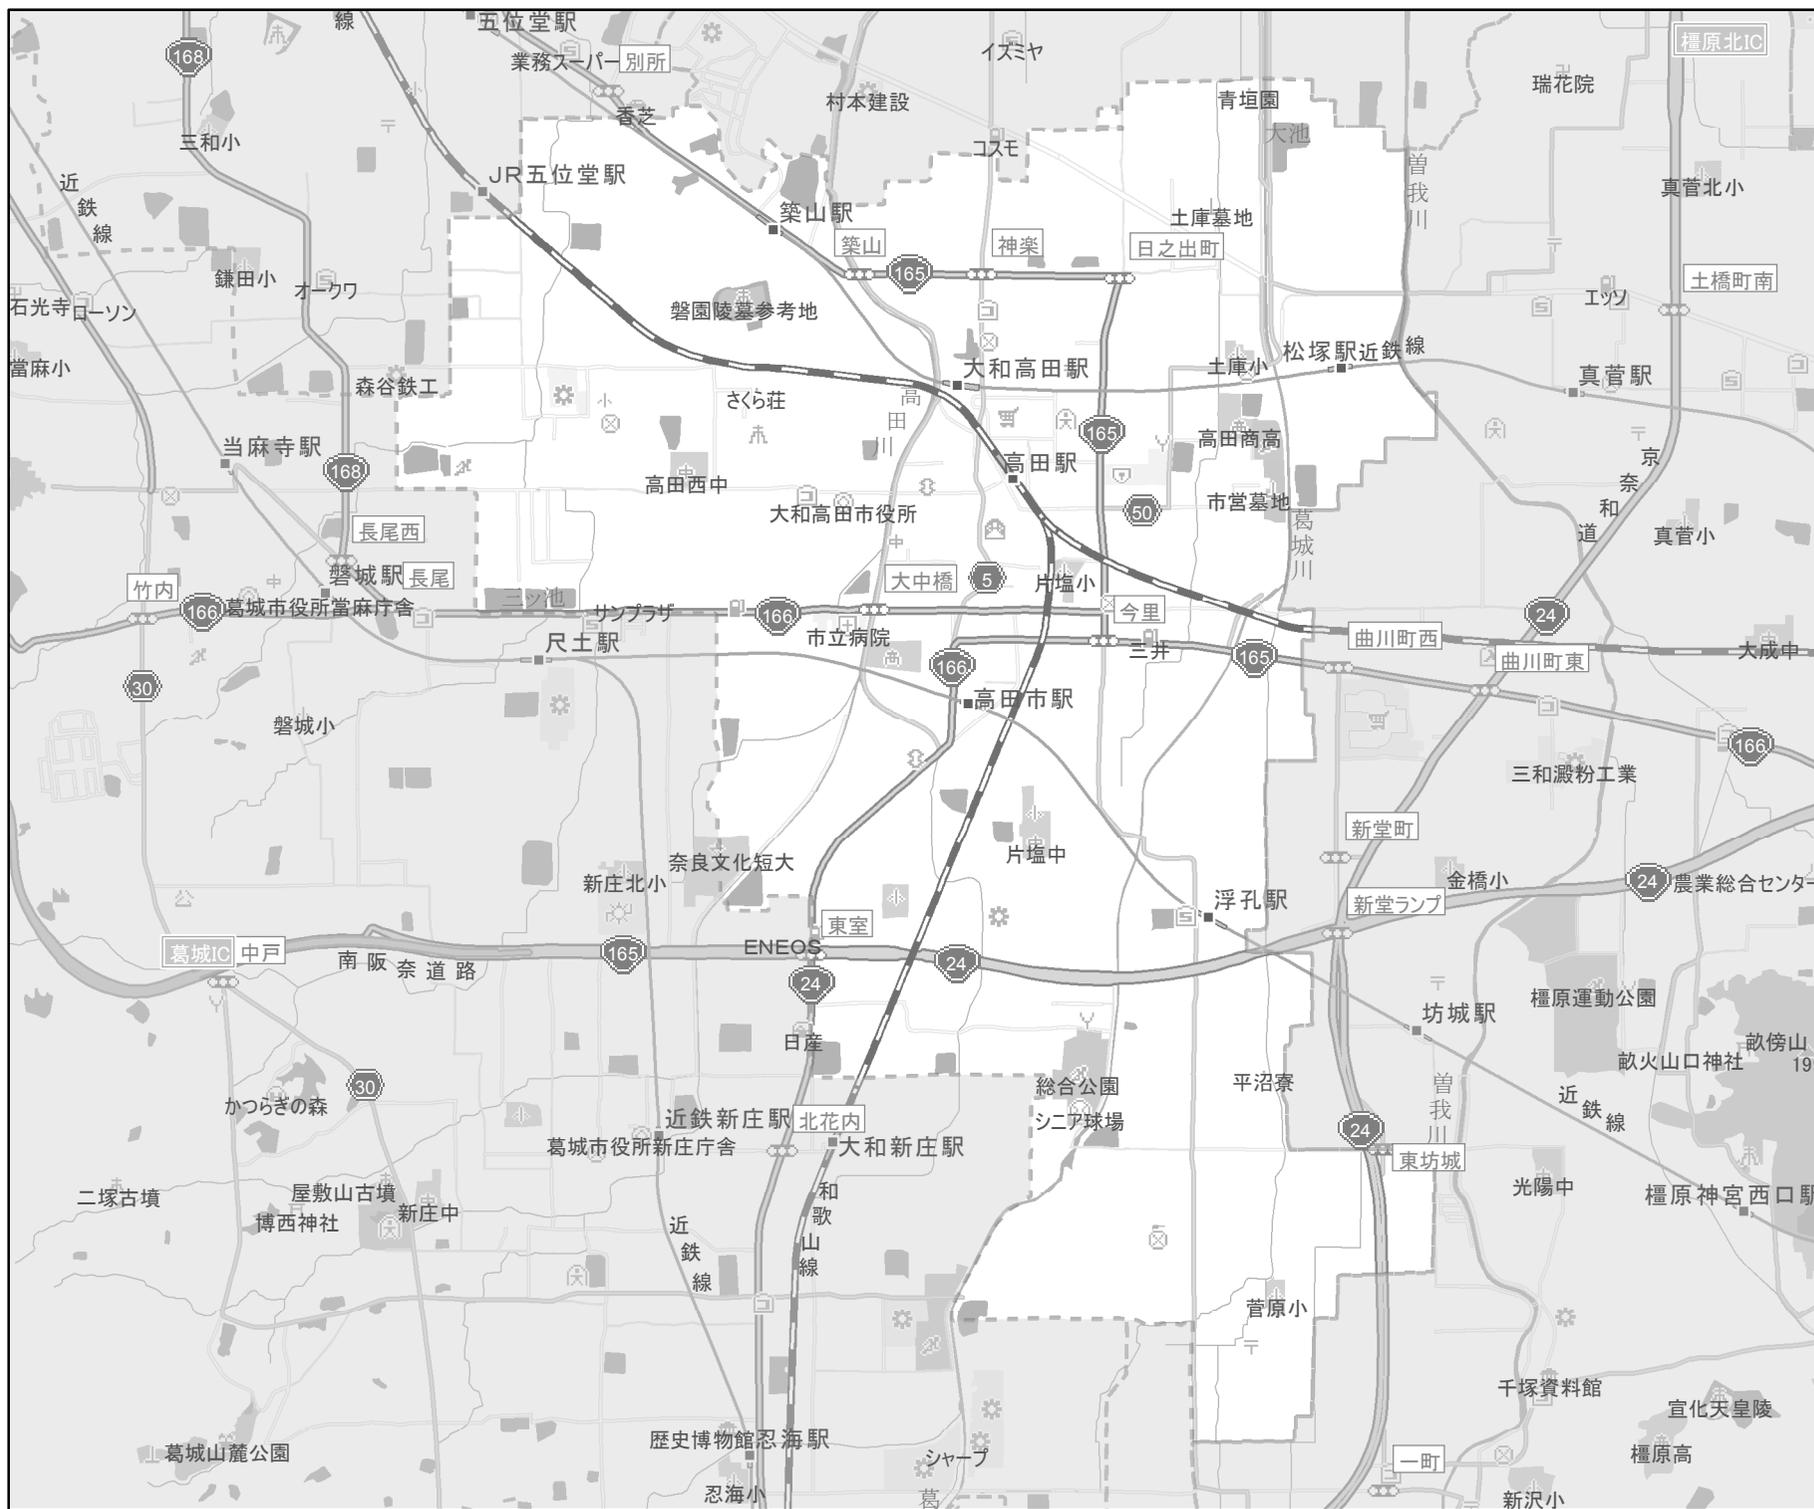 線
五位堂駅
業務スーパー
別所
イズミヤ
橿原北IC
168
瑞花院
村本建設
青垣園
香芝
三和小
コスモ
大池
近鉄線
JR五位堂駅
曽我川
真菅北小
築山駅
土庫墓地
築山
神楽
日之出町
165
鎌田小
オークワ
土橋町南
エッソ
石光寺
ローソン
磐園陵墓参考地
當麻小
森谷鉄工
大和高田駅
土庫小
松塚駅
近鉄線
真菅駅
さくら荘
高田川
165
高田商高
当麻寺駅
168
高田西中
高田駅
京奈和道
大和高田市役所
50
市営墓地
葛城川
長尾西
真菅小
竹内
磐城駅
長尾
三ッ池
大中橋
5
片塩小
166
葛城市役所當麻庁舎
サンプラザ
166
今里
24
曲川町西
尺土駅
市立病院
三井
165
曲川町東
大成中
166
30
高田市駅
磐城小
166
三和澱粉工業
新堂町
奈良文化短大
片塩中
新庄北小
金橋小
24
農業総合センター
浮孔駅
新堂ランプ
東室
葛城IC
中戸
南阪奈道路
165
ENEOS
24
24
橿原運動公園
坊城駅
日産
畝傍山
199
畝火山口神社
総合公園
平沼寮
30
かつらぎの森
曽我川
近鉄線
シニア球場
近鉄新庄駅
北花内
24
葛城市役所新庄庁舎
大和新庄駅
東坊城
二塚古墳
屋敷山古墳
和歌山線
光陽中
橿原神宮西口駅
博西神社
新庄中
近鉄線
菅原小
千塚資料館
宣化天皇陵
歴史博物館
忍海駅
葛城山麓公園
シャープ
一町
橿原高
忍海小
葛
新沢小